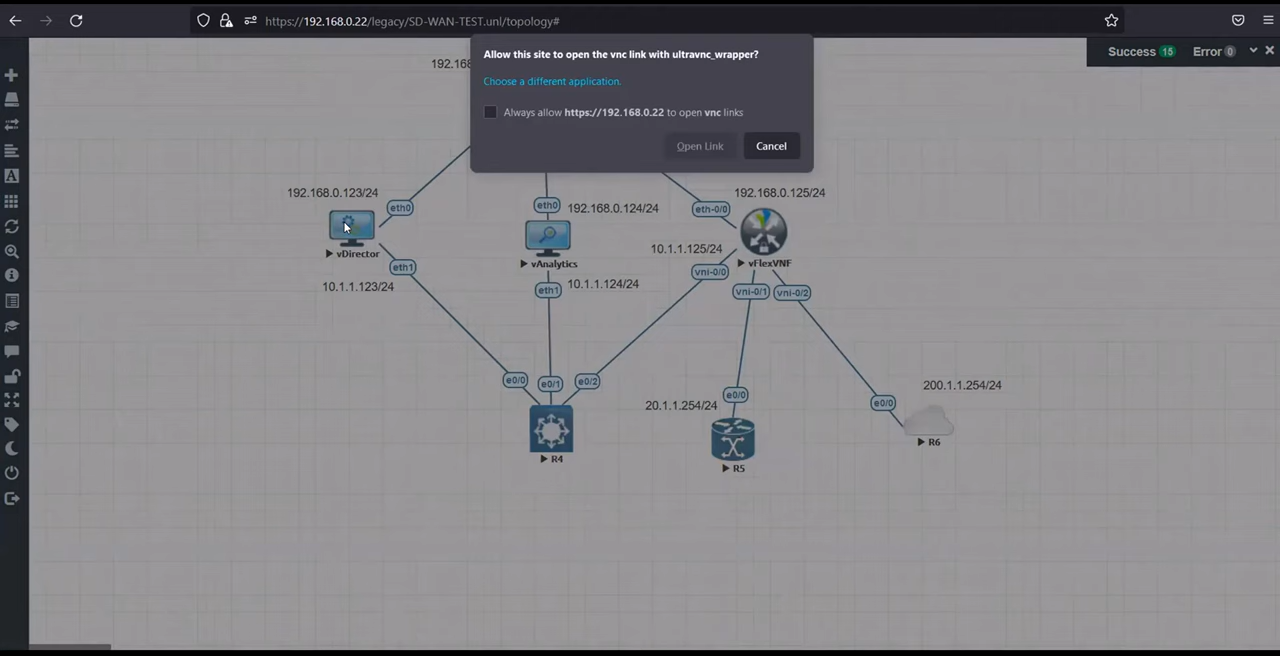 https://192.168.0.22/legacy/SD-WAN-TEST.unl/topology#
Allow this site to open the vnc link with ultravnc_wrapper?
Choose a different application.
Always allow https://192.168.0.22 to open vnc links
Open Link
Cancel
Success 15
Error 0
192.168
192.168.0.123/24
eth0
vDirector
eth1
10.1.1.123/24
eth0
192.168.0.124/24
vAnalytics
eth1
10.1.1.124/24
192.168.0.125/24
eth-0/0
10.1.1.125/24
vFlexVNF
vni-0/0
vni-0/1
vni-0/2
e0/0
e0/1
e0/2
R4
20.1.1.254/24
e0/0
R5
200.1.1.254/24
e0/0
R6